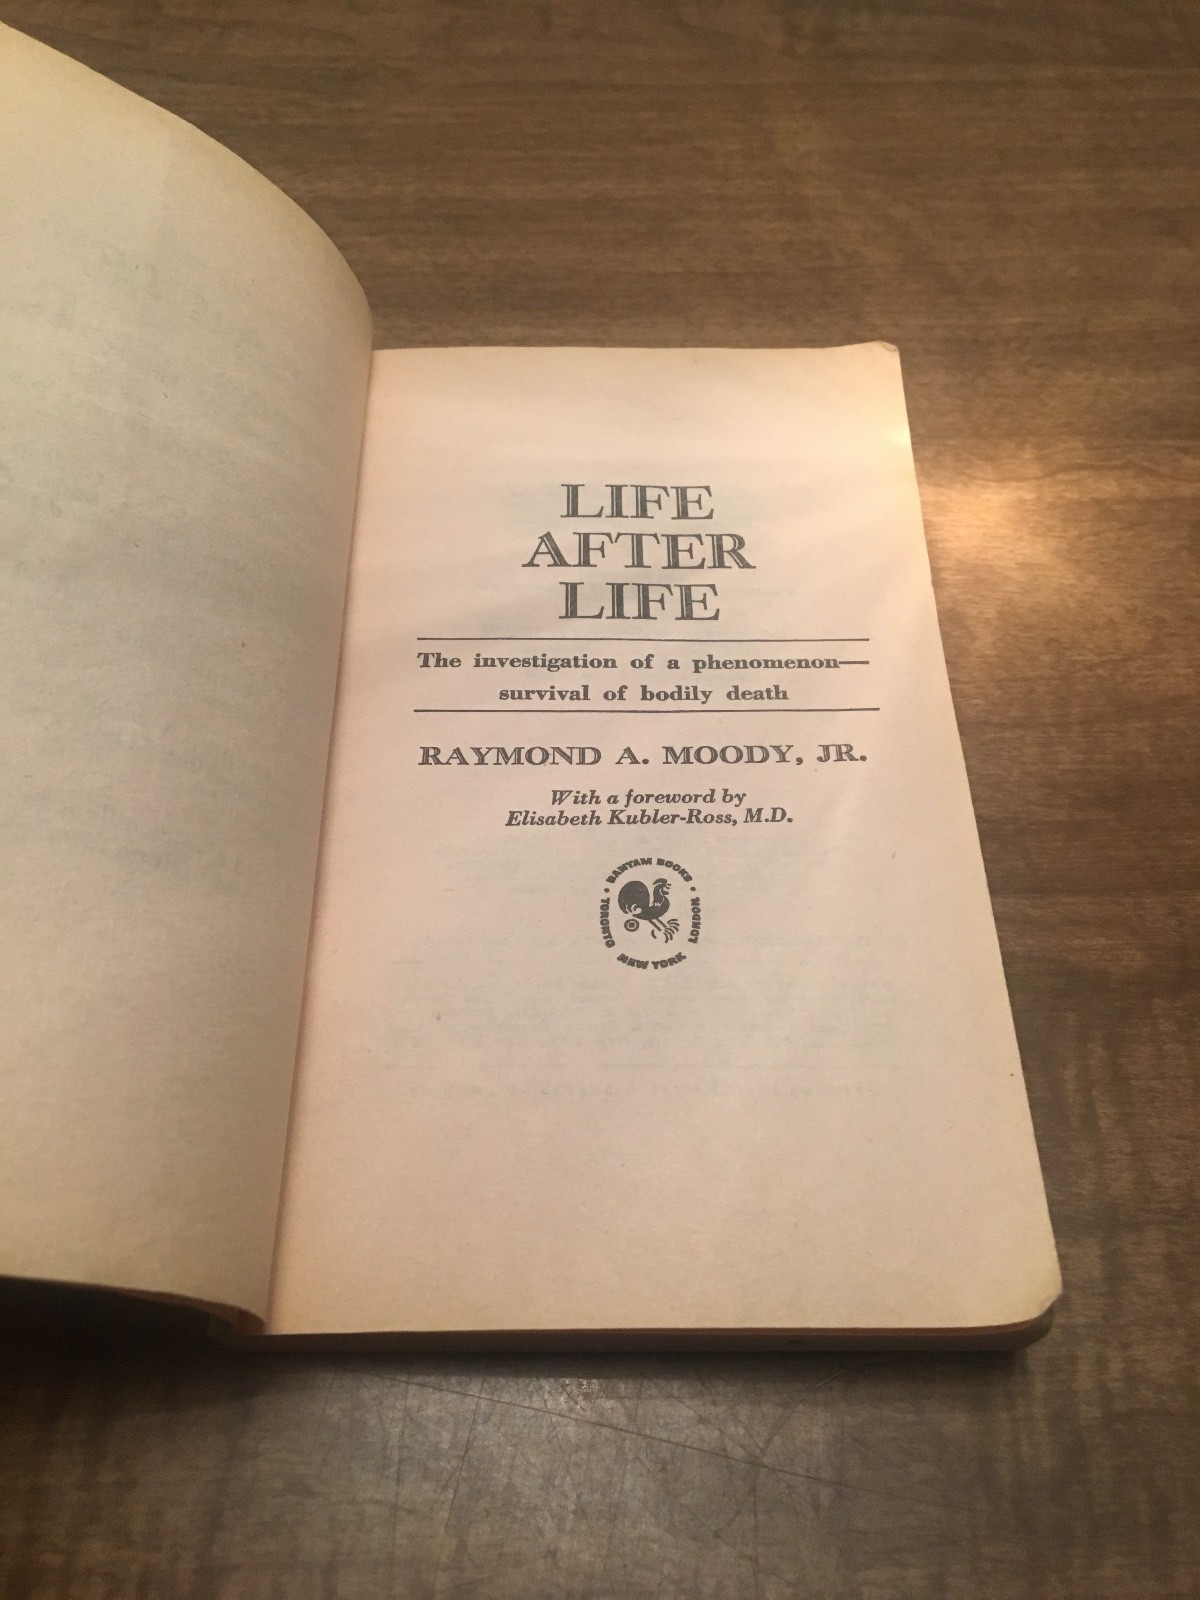 LIFE
AFTER
LIFE
The investigation of a phenomenon—
survival of bodily death
RAYMOND A. MOODY, JR.
With a foreword by
Elisabeth Kubler-Ross, M.D.
BANTAM BOOKS
TORONTO • NEW YORK • LONDON